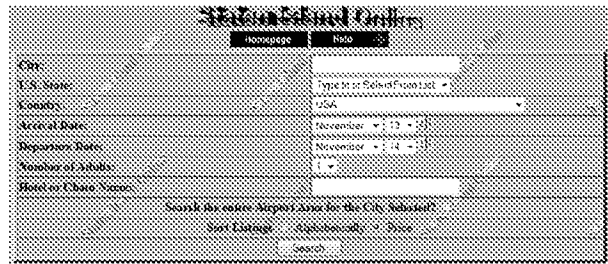 Homepage
City:
U.S. State: Type In or Select From List
Country: USA
Arrival Date: November 13
Departure Date: November 14
Number of Adults: 1
Hotel or Chain Name:
Search the entire Airport Area for the City Selected?
Sort Listings Alphabetically Price
Search